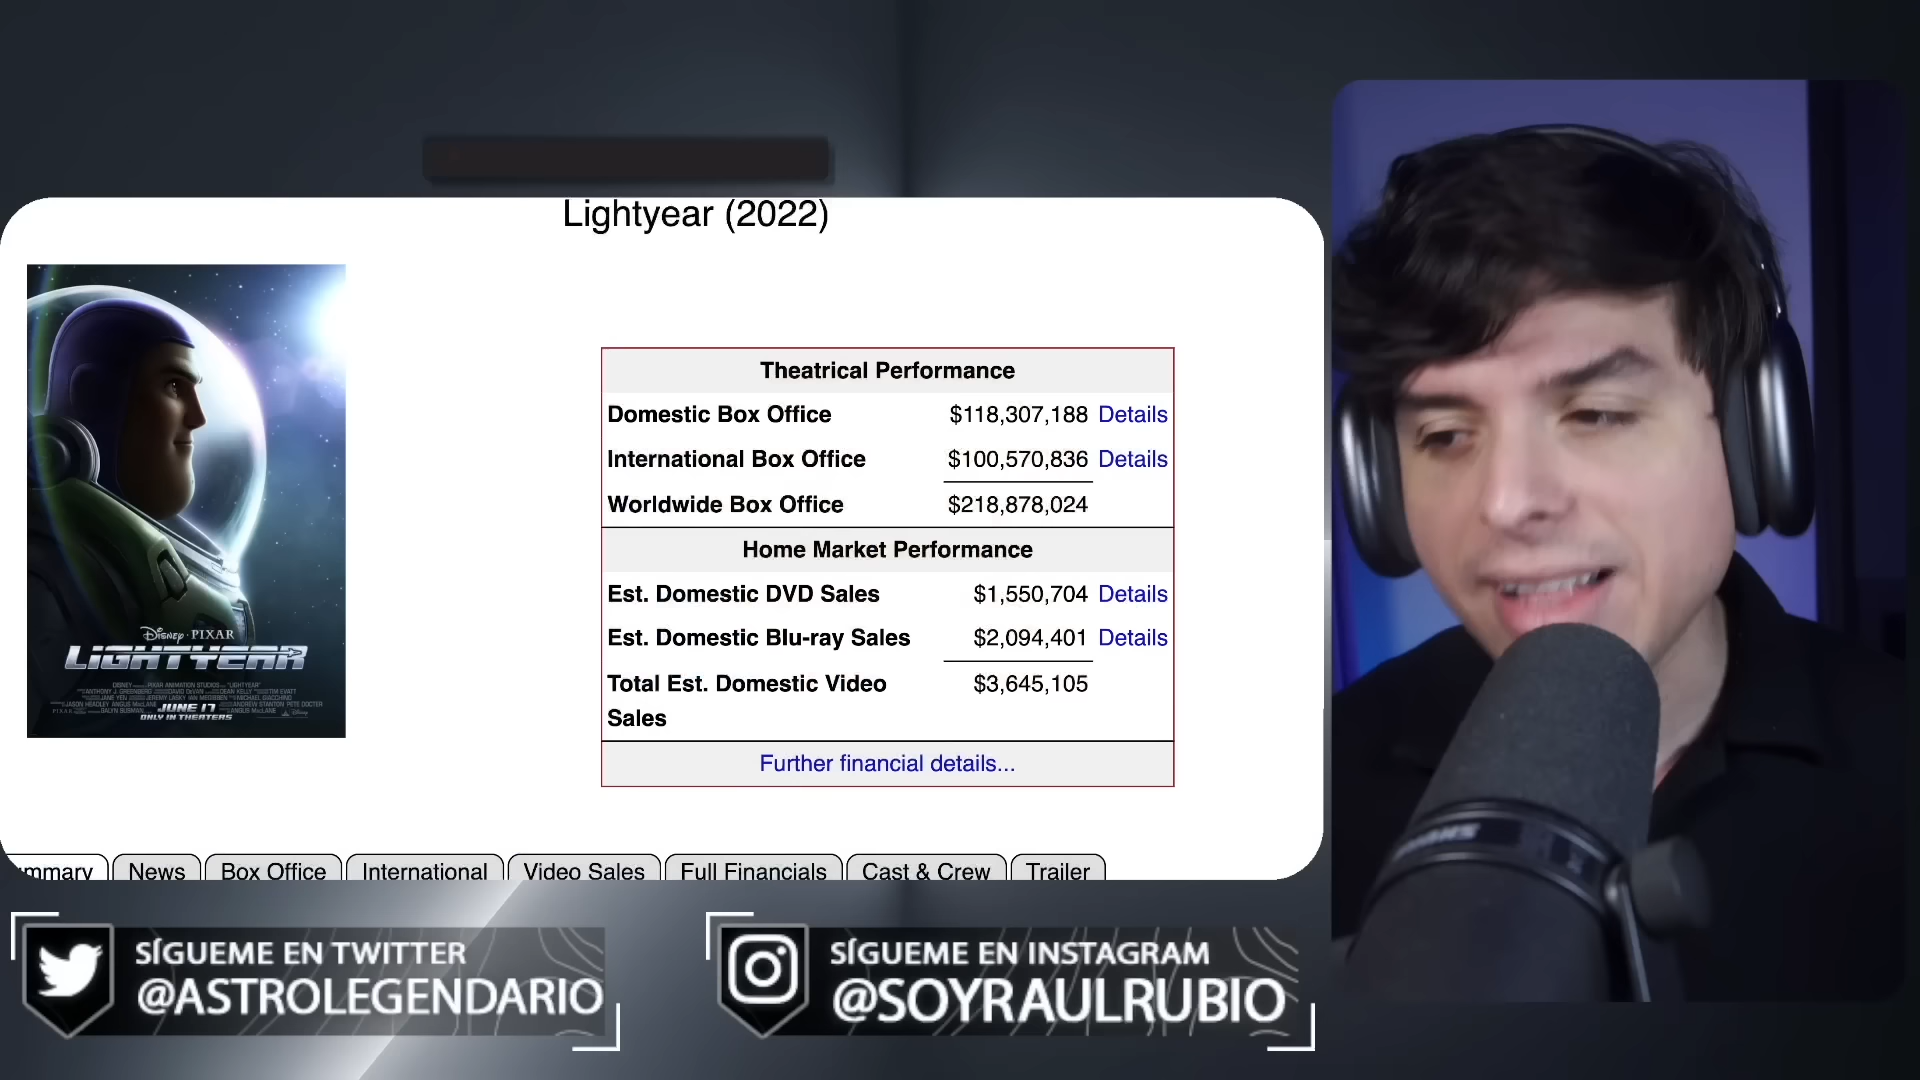 Lightyear (2022)
DISNEY · PIXAR
LIGHTYEAR
JUNE 17
ONLY IN THEATERS
Theatrical Performance
Domestic Box Office $118,307,188 Details
International Box Office $100,570,836 Details
Worldwide Box Office $218,878,024
Home Market Performance
Est. Domestic DVD Sales $1,550,704 Details
Est. Domestic Blu-ray Sales $2,094,401 Details
Total Est. Domestic Video $3,645,105
Sales
Further financial details...
mmary News Box Office International Video Sales Full Financials Cast & Crew Trailer
SÍGUEME EN TWITTER
@ASTROLEGENDARIO
SÍGUEME EN INSTAGRAM
@SOYRAULRUBIO